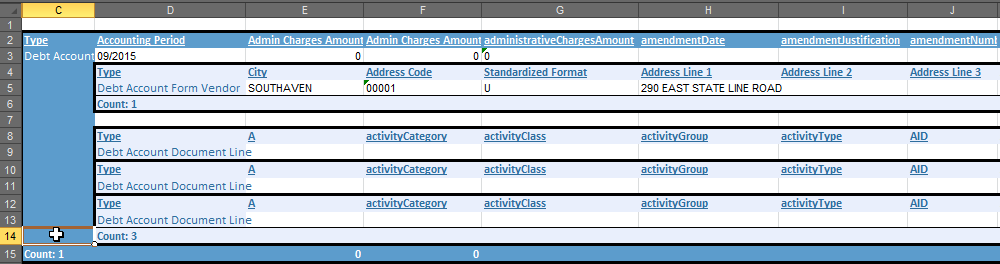 C D E F G H I J
1
2 Type Accounting Period Admin Charges Amount Admin Charges Amount administrativeChargesAmount amendmentDate amendmentJustification amendmentNuml
3 Debt Account 09/2015 0 0 0
4 Type City Address Code Standardized Format Address Line 1 Address Line 2 Address Line 3
5 Debt Account Form Vendor SOUTHAVEN 00001 U 290 EAST STATE LINE ROAD
6 Count: 1
7
8 Type A activityCategory activityClass activityGroup activityType AID
9 Debt Account Document Line
10 Type A activityCategory activityClass activityGroup activityType AID
11 Debt Account Document Line
12 Type A activityCategory activityClass activityGroup activityType AID
13 Debt Account Document Line
14 Count: 3
15 Count: 1 0 0